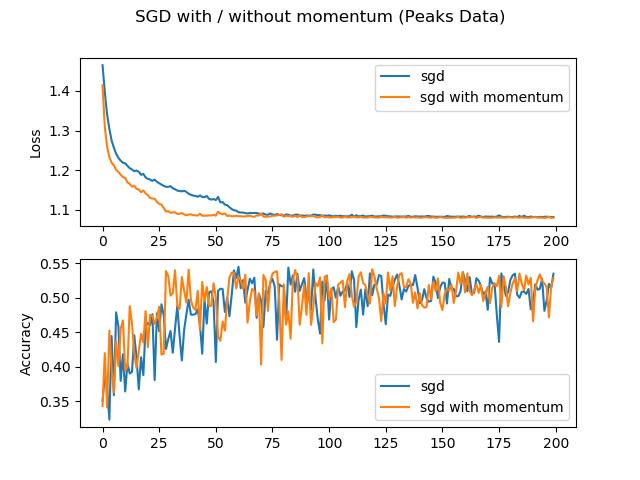 SGD with / without momentum (Peaks Data)
1.4
1.3
1.2
1.1
Loss
sgd
sgd with momentum
0 25 50 75 100 125 150 175 200
0.55
0.50
0.45
0.40
0.35
Accuracy
sgd
sgd with momentum
0 25 50 75 100 125 150 175 200